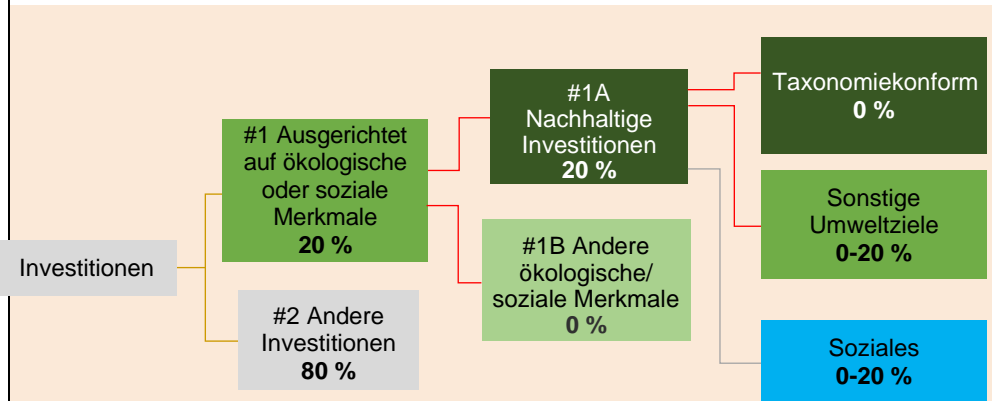 Investitionen
#1 Ausgerichtet
auf ökologische
oder soziale
Merkmale
20 %
#2 Andere
Investitionen
80 %
#1A
Nachhaltige
Investitionen
20 %
#1B Andere
ökologische/
soziale Merkmale
0 %
Taxonomiekonform
0 %
Sonstige
Umweltziele
0-20 %
Soziales
0-20 %